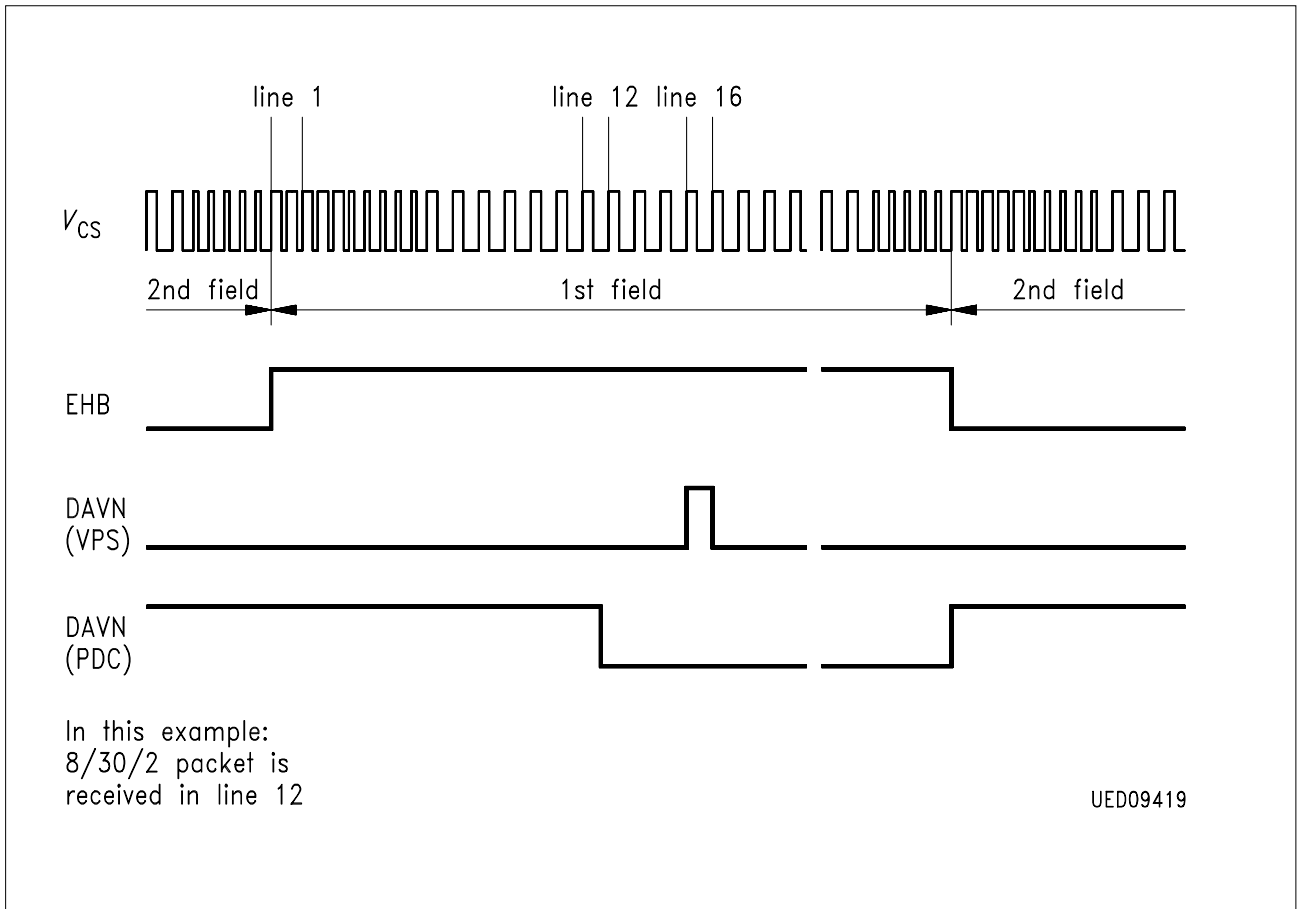 line 1
line 12
line 16
VCS
2nd field
1st field
2nd field
EHB
DAVN
(VPS)
DAVN
(PDC)
In this example:
8/30/2 packet is
received in line 12
UED09419